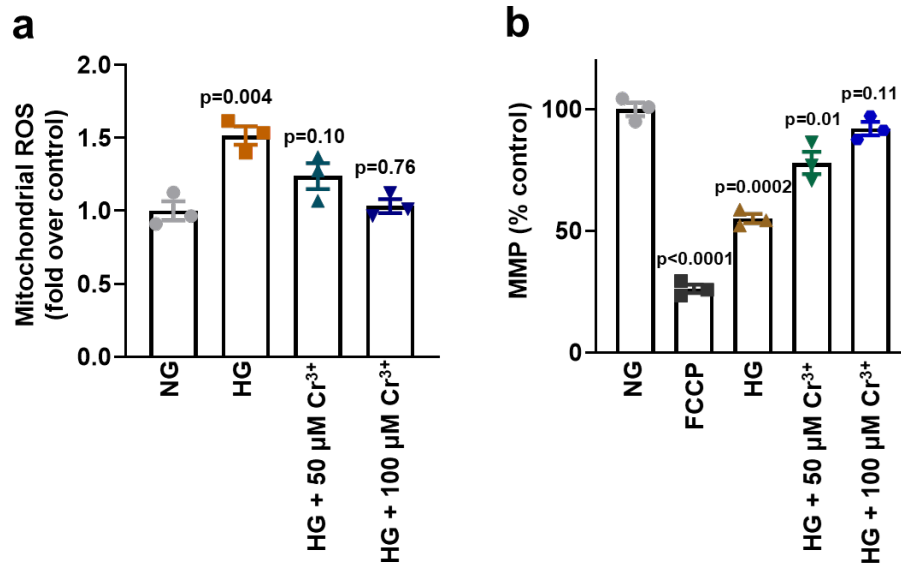 a
Mitochondrial ROS
(fold over control)
2.0
1.5
1.0
0.5
0.0
p=0.004
p=0.10
p=0.76
NG
HG
HG + 50 µM Cr³⁺
HG + 100 µM Cr³⁺
b
MMP (% control)
100
50
0
p<0.0001
p=0.0002
p=0.01
p=0.11
NG
FCCP
HG
HG + 50 µM Cr³⁺
HG + 100 µM Cr³⁺